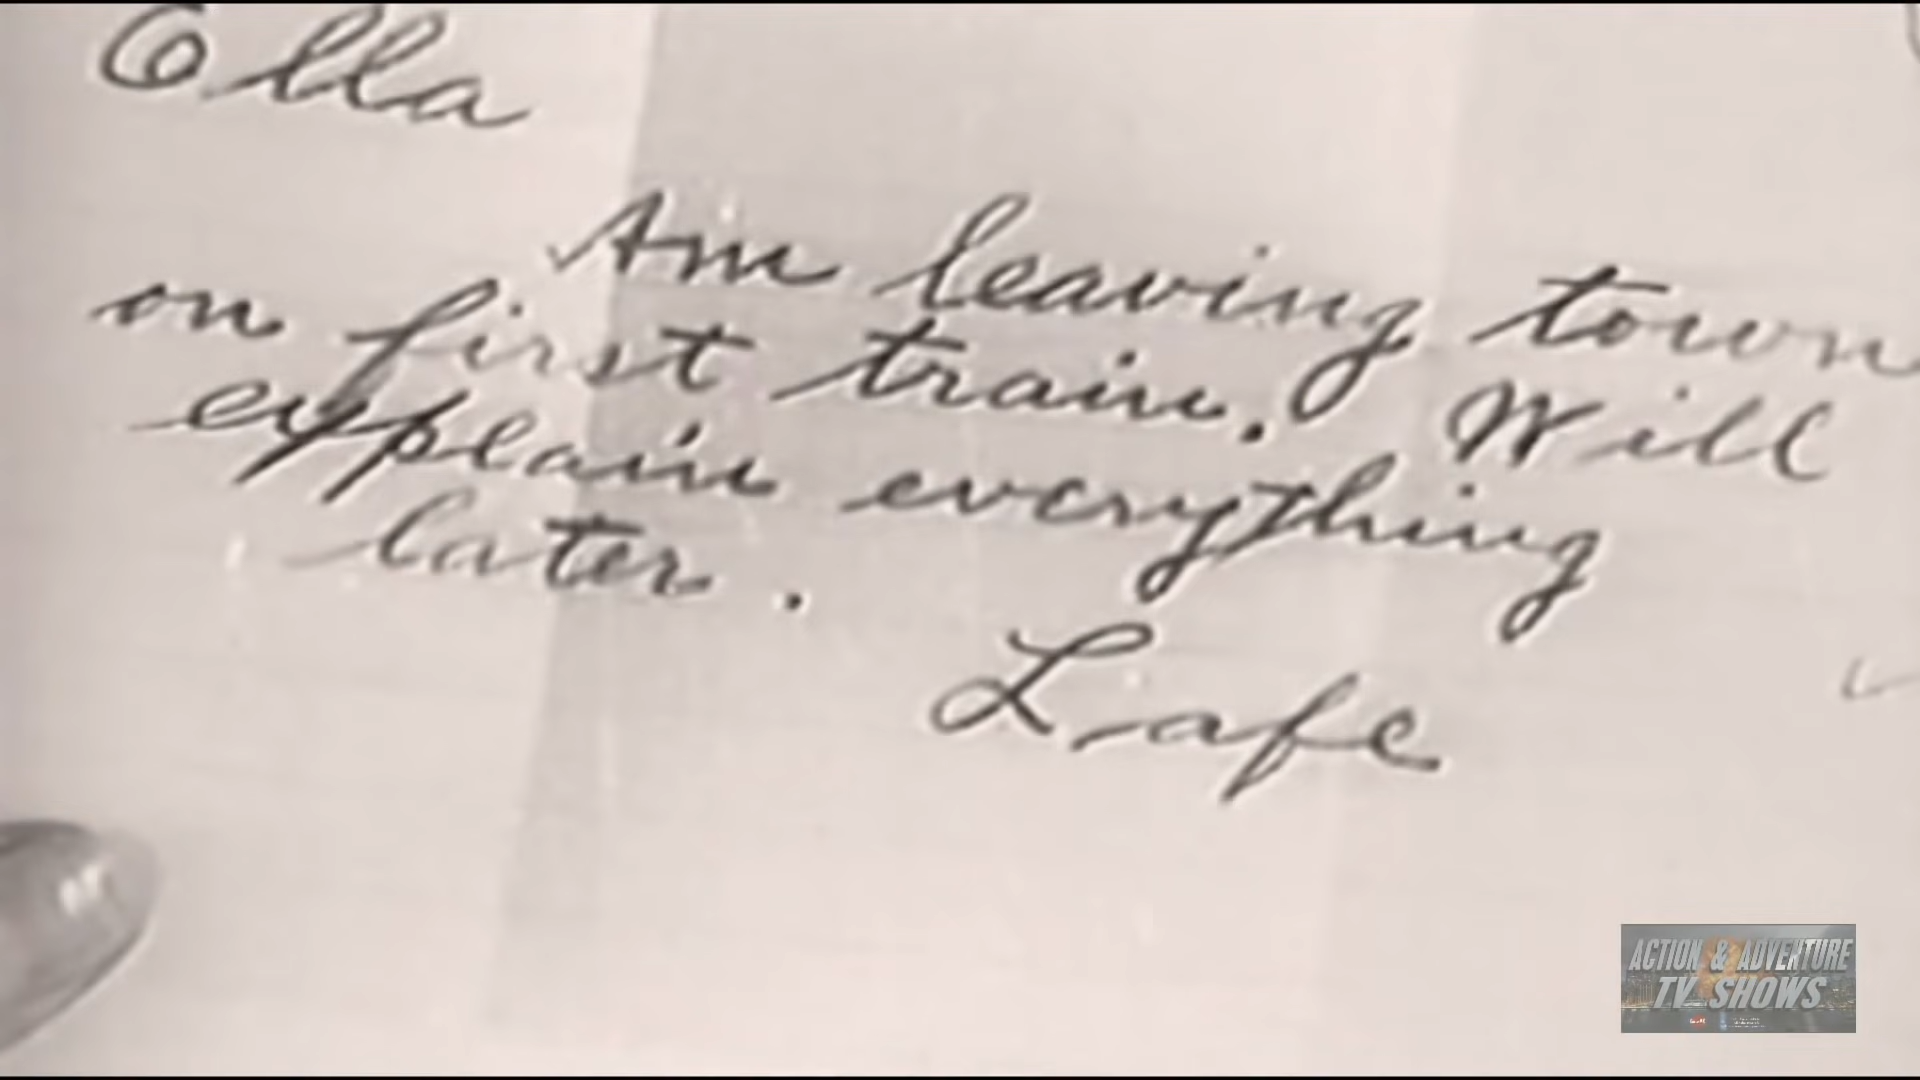 Ella
Am leaving town
on first train. Will
explain everything
later.
Lafe
ACTION & ADVENTURE
TV SHOWS